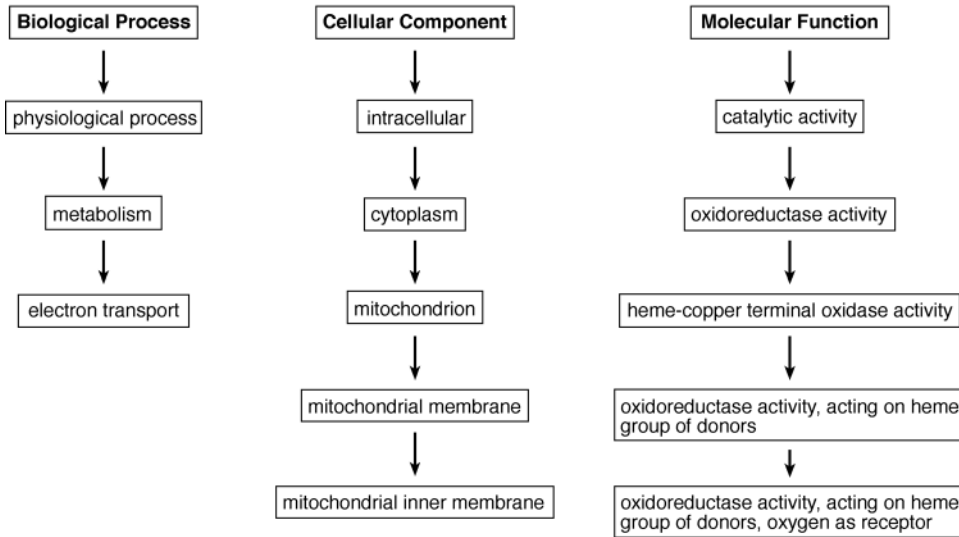 Biological Process
physiological process
metabolism
electron transport
Cellular Component
intracellular
cytoplasm
mitochondrion
mitochondrial membrane
mitochondrial inner membrane
Molecular Function
catalytic activity
oxidoreductase activity
heme-copper terminal oxidase activity
oxidoreductase activity, acting on heme
group of donors
oxidoreductase activity, acting on heme
group of donors, oxygen as receptor